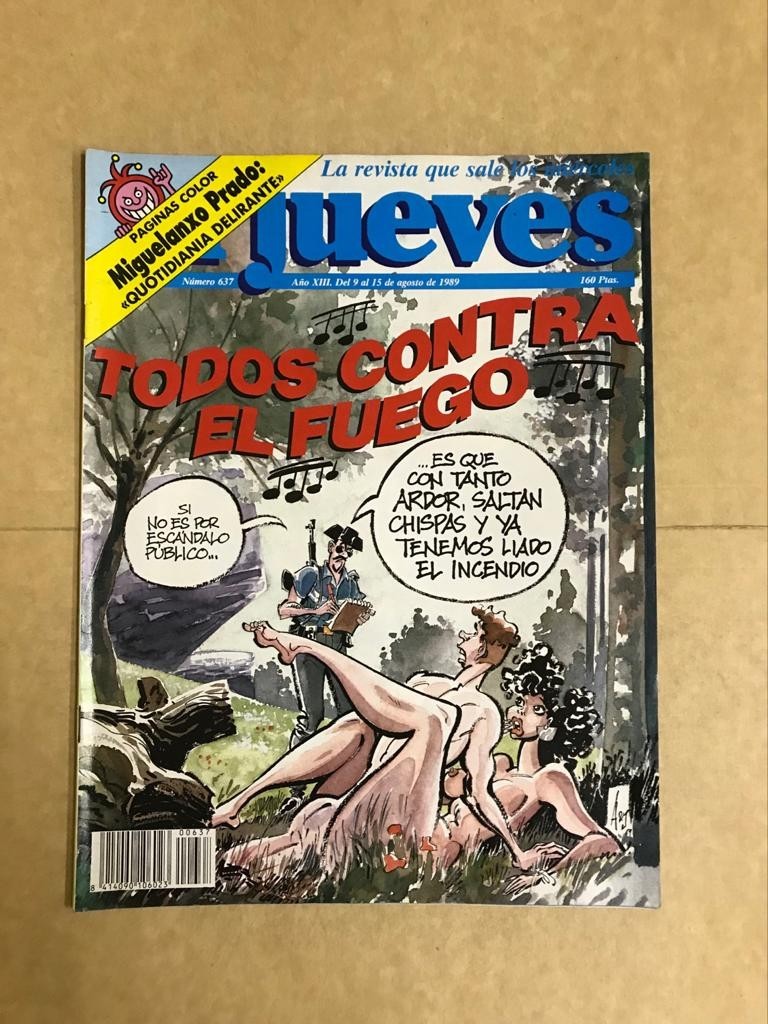 PAGINAS COLOR
Miguelanxo Prado:
«QUOTIDIANIA DELIRANTE»
La revista que sale los miércoles
jueves
Número 637
Año XIII. Del 9 al 15 de agosto de 1989
160 Ptas.
TODOS CONTRA
EL FUEGO
SI
NO ES POR
ESCÁNDALO
PÚBLICO...
...ES QUE
CON TANTO
ARDOR, SALTAN
CHISPAS Y YA
TENEMOS LIADO
EL INCENDIO
00637
8 414090 106023